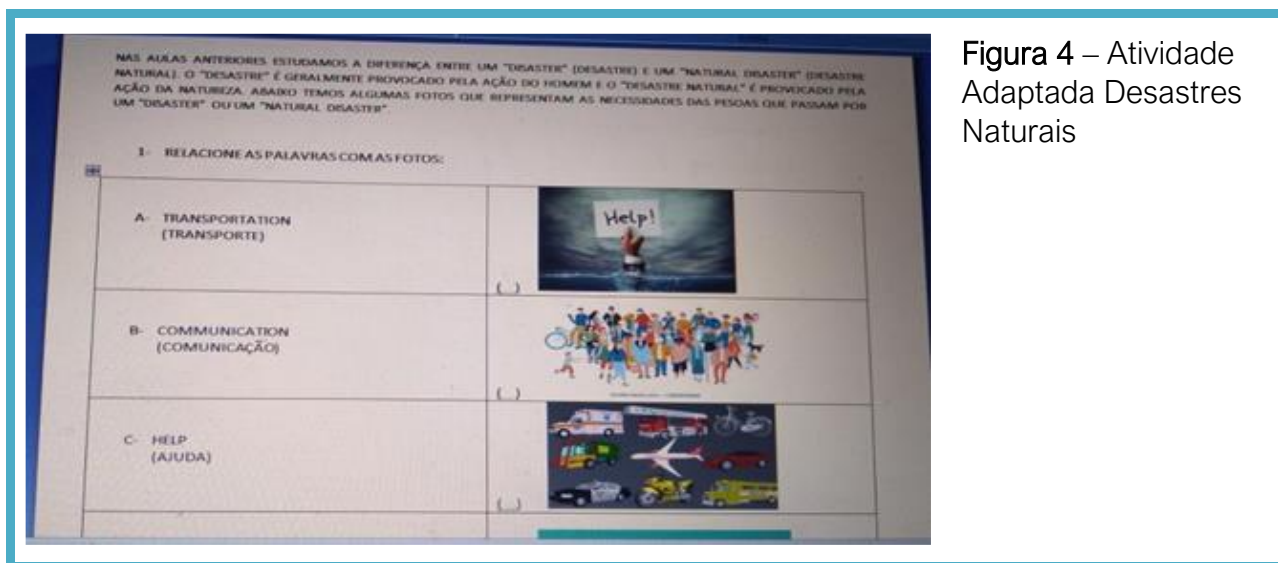 NAS AULAS ANTERIORES ESTUDAMOS A DIFERENÇA ENTRE UM "DISASTER" (DESASTRE) E UM "NATURAL DISASTER" (DESASTRE
NATURAL). O "DESASTRE" É GERALMENTE PROVOCADO PELA AÇÃO DO HOMEM E O "DESASTRE NATURAL" É PROVOCADO PELA
AÇÃO DA NATUREZA. ABAIXO TEMOS ALGUMAS FOTOS QUE REPRESENTAM AS NECESSIDADES DAS PESOAS QUE PASSAM POR
UM "DISASTER" OU UM "NATURAL DISASTER".
1- RELACIONE AS PALAVRAS COM AS FOTOS:
A- TRANSPORTATION
(TRANSPORTE)
Help!
(...)
B- COMMUNICATION
(COMUNICAÇÃO)
(...)
C- HELP
(AJUDA)
(...)
Figura 4 – Atividade
Adaptada Desastres
Naturais